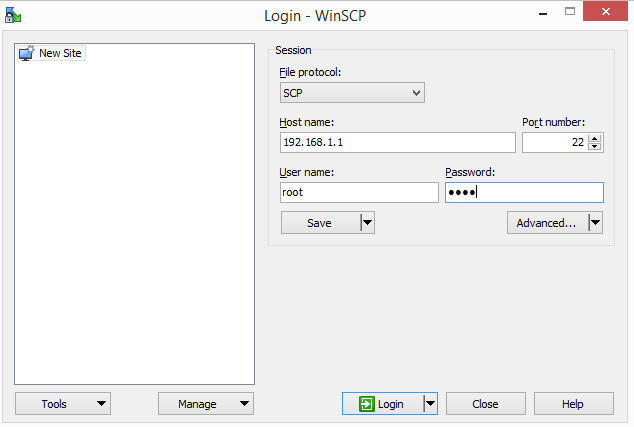 Login - WinSCP
New Site
Session
File protocol:
SCP
Host name:
Port number:
192.168.1.1
22
User name:
Password:
root
••••
Save
Advanced...
Tools
Manage
Login
Close
Help